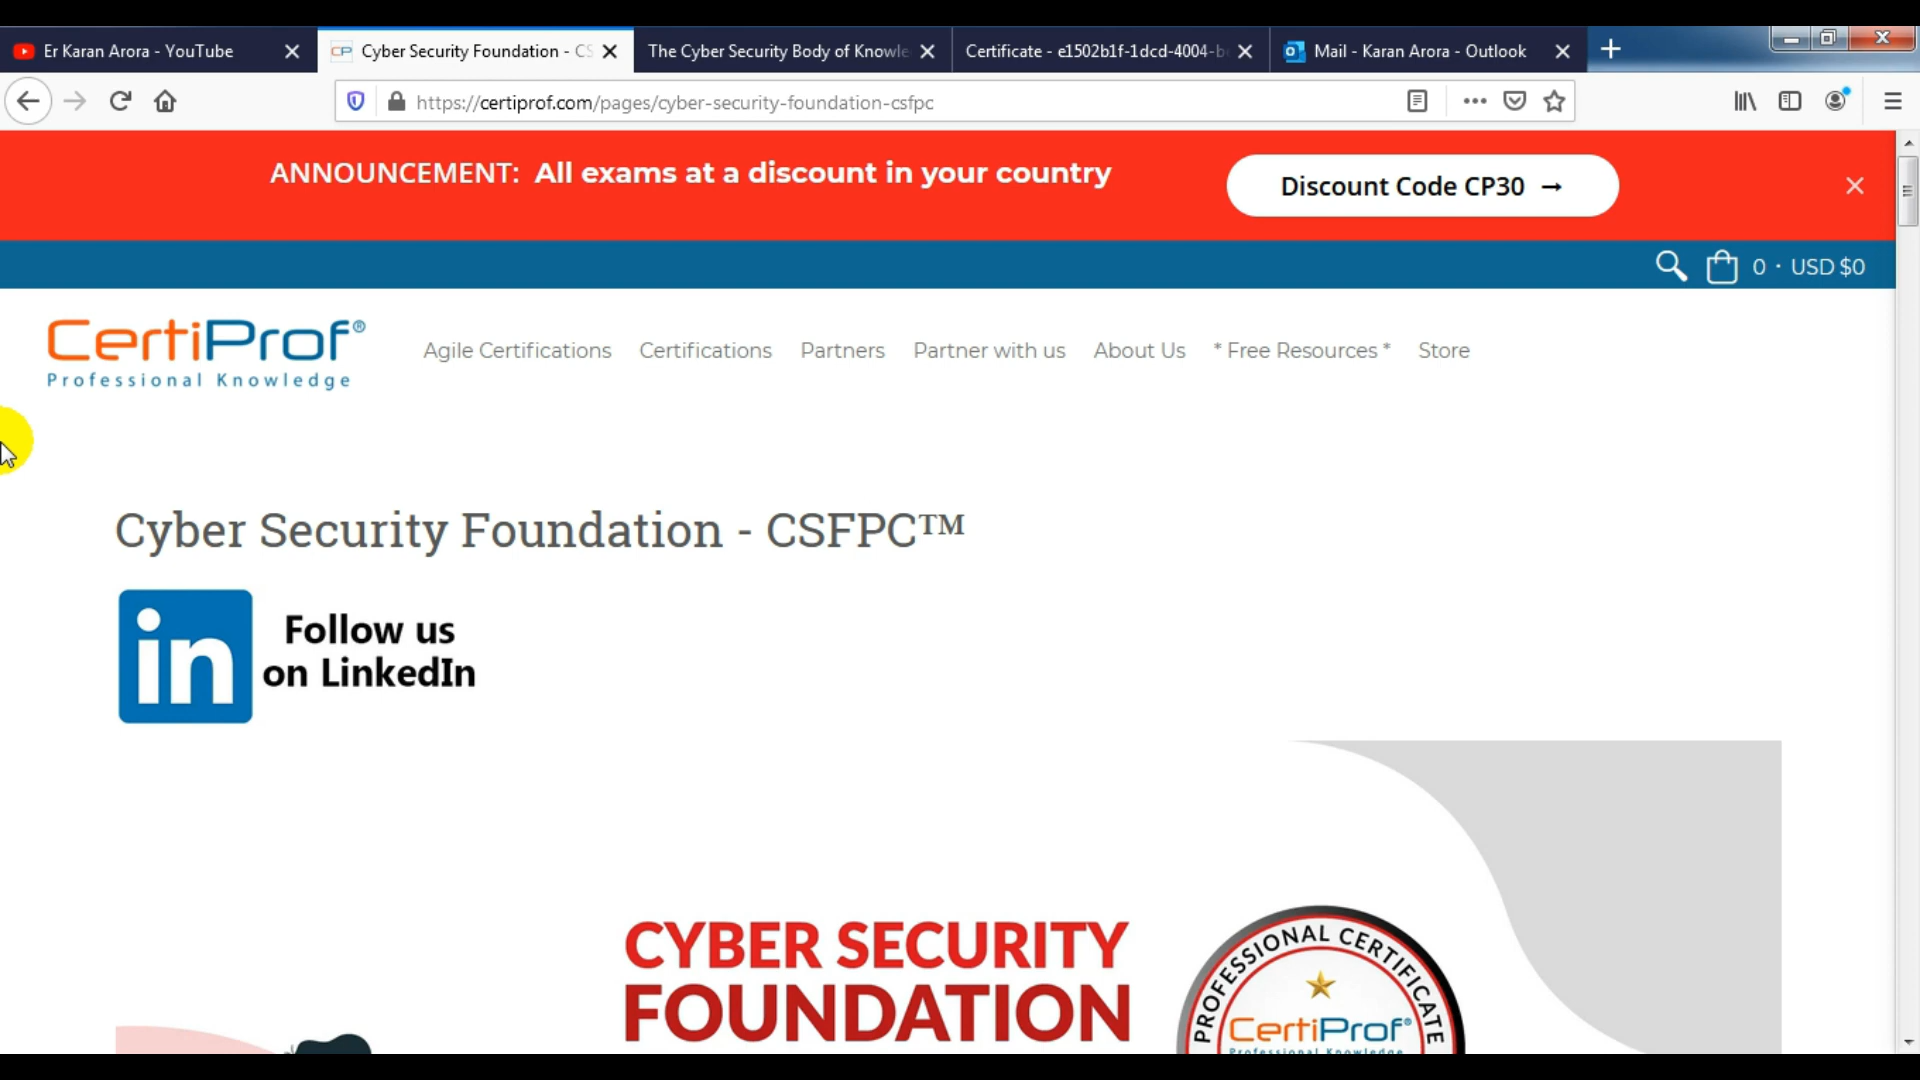 Er Karan Arora - YouTube
Cyber Security Foundation - CS
The Cyber Security Body of Knowle
Certificate - e1502b1f-1dcd-4004-b
Mail - Karan Arora - Outlook
https://certiprof.com/pages/cyber-security-foundation-csfpc
ANNOUNCEMENT: All exams at a discount in your country
Discount Code CP30 →
0 · USD $0
CertiProf®
Professional Knowledge
Agile Certifications
Certifications
Partners
Partner with us
About Us
* Free Resources *
Store
Cyber Security Foundation - CSFPC™
in
Follow us
on LinkedIn
CYBER SECURITY
FOUNDATION
PROFESSIONAL CERTIFICATE
CertiProf®
Professional Knowledge